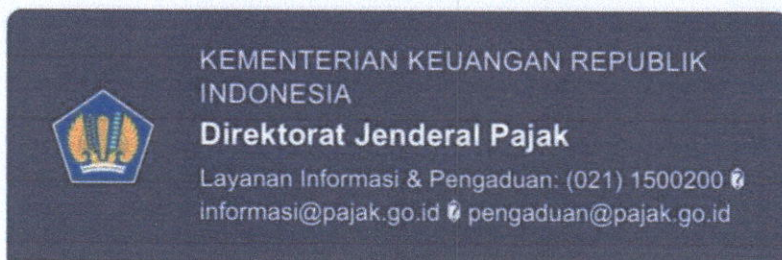 KEMENTERIAN KEUANGAN REPUBLIK
INDONESIA
Direktorat Jenderal Pajak
Layanan Informasi & Pengaduan: (021) 1500200 �
informasi@pajak.go.id � pengaduan@pajak.go.id